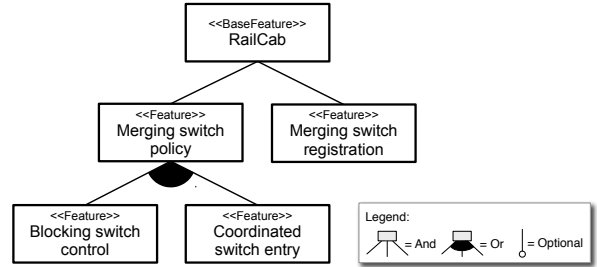 <<BaseFeature>>
RailCab
<<Feature>>
Merging switch
policy
<<Feature>>
Merging switch
registration
<<Feature>>
Blocking switch
control
<<Feature>>
Coordinated
switch entry
Legend:
= And
= Or
= Optional